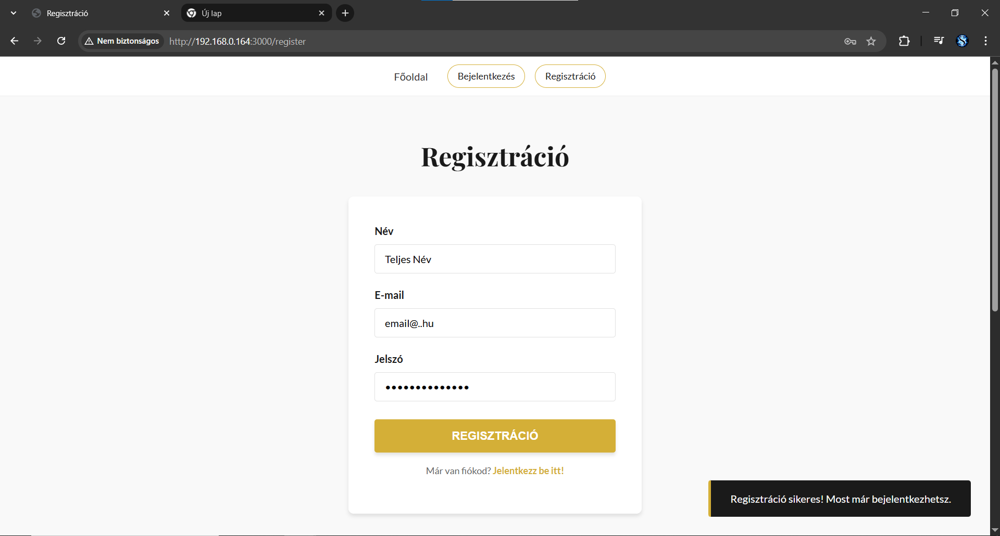 Regisztráció
Új lap
Nem biztonságos
http://192.168.0.164:3000/register
Főoldal
Bejelentkezés
Regisztráció
Regisztráció
Név
Teljes Név
E-mail
email@..hu
Jelszó
••••••••••••••
REGISZTRÁCIÓ
Már van fiókod? Jelentkezz be itt!
Regisztráció sikeres! Most már bejelentkezhetsz.